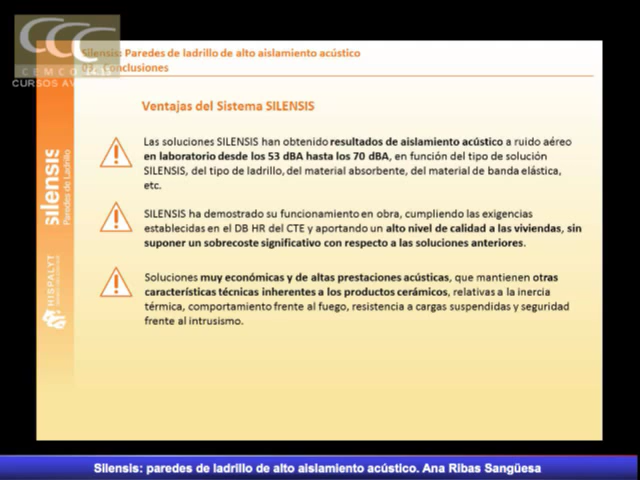 CCC
CEMCO
CURSOS AV
Silensis: Paredes de ladrillo de alto aislamiento acústico
Conclusiones
Ventajas del Sistema SILENSIS
Las soluciones SILENSIS han obtenido resultados de aislamiento acústico a ruido aéreo
en laboratorio desde los 53 dBA hasta los 70 dBA, en función del tipo de solución
SILENSIS, del tipo de ladrillo, del material absorbente, del material de banda elástica,
etc.
SILENSIS ha demostrado su funcionamiento en obra, cumpliendo las exigencias
establecidas en el DB HR del CTE y aportando un alto nivel de calidad a las viviendas, sin
suponer un sobrecoste significativo con respecto a las soluciones anteriores.
Soluciones muy económicas y de altas prestaciones acústicas, que mantienen otras
características técnicas inherentes a los productos cerámicos, relativas a la inercia
térmica, comportamiento frente al fuego, resistencia a cargas suspendidas y seguridad
frente al intrusismo.
silensis
Paredes de Ladrillo
HISPALYT
Silensis: paredes de ladrillo de alto aislamiento acústico. Ana Ribas Sangüesa